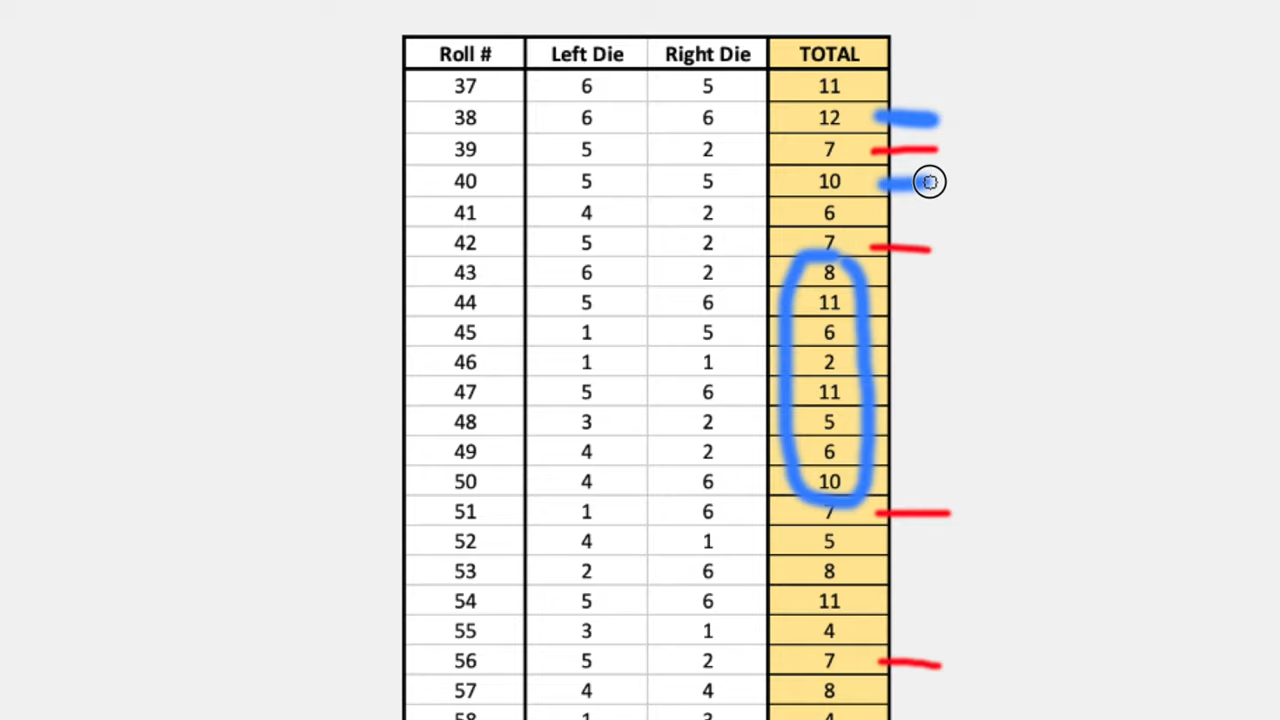 Roll # Left Die Right Die TOTAL
37 6 5 11
38 6 6 12
39 5 2 7
40 5 5 10
41 4 2 6
42 5 2 7
43 6 2 8
44 5 6 11
45 1 5 6
46 1 1 2
47 5 6 11
48 3 2 5
49 4 2 6
50 4 6 10
51 1 6 7
52 4 1 5
53 2 6 8
54 5 6 11
55 3 1 4
56 5 2 7
57 4 4 8
58 1 3 4